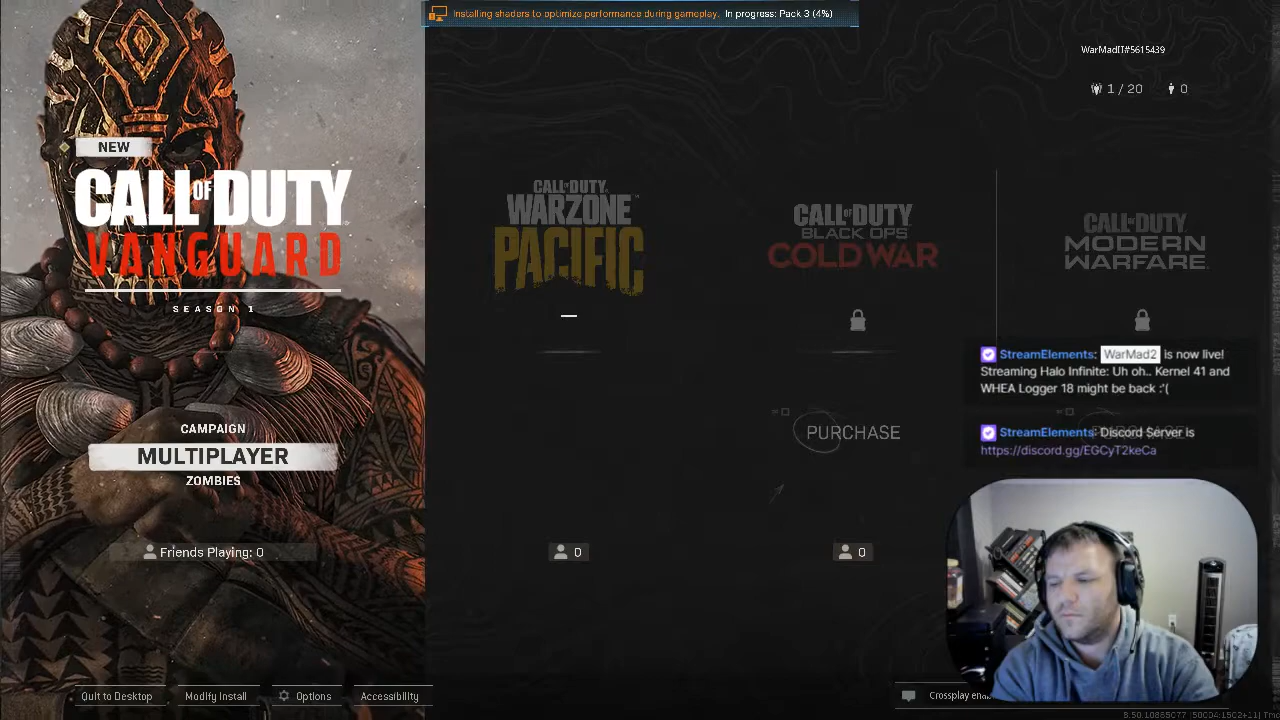 Installing shaders to optimize performance during gameplay. In progress: Pack 3 (4%)
WarMadII#5615439
1 / 20 0
NEW
CALL OF DUTY
VANGUARD
SEASON 1
CALL OF DUTY
WARZONE
PACIFIC
CALL OF DUTY
BLACK OPS
COLD WAR
CALL OF DUTY
MODERN
WARFARE
StreamElements: WarMad2 is now live!
Streaming Halo Infinite: Uh oh.. Kernel 41 and
WHEA Logger 18 might be back :'(
StreamElements: Discord Server is
https://discord.gg/EGCyT2keCa
CAMPAIGN
MULTIPLAYER
ZOMBIES
PURCHASE
Friends Playing: 0
0
0
Quit to Desktop
Modify Install
Options
Accessibility
Crossplay